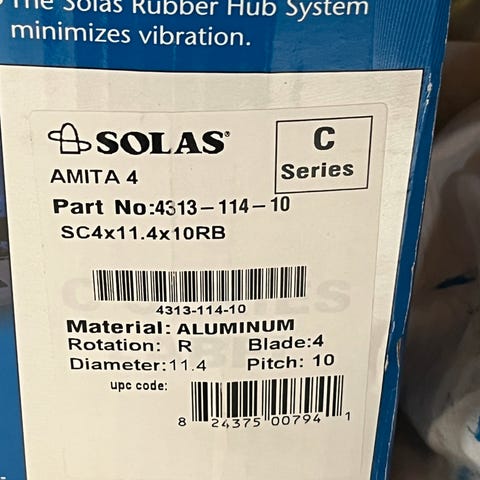 The Solas Rubber Hub System
minimizes vibration.
SOLAS®
C
Series
AMITA 4
Part No:4313-114-10
SC4x11.4x10RB
4313-114-10
Material: ALUMINUM
Rotation: R Blade:4
Diameter:11.4 Pitch: 10
upc code:
8 24375 00794 1